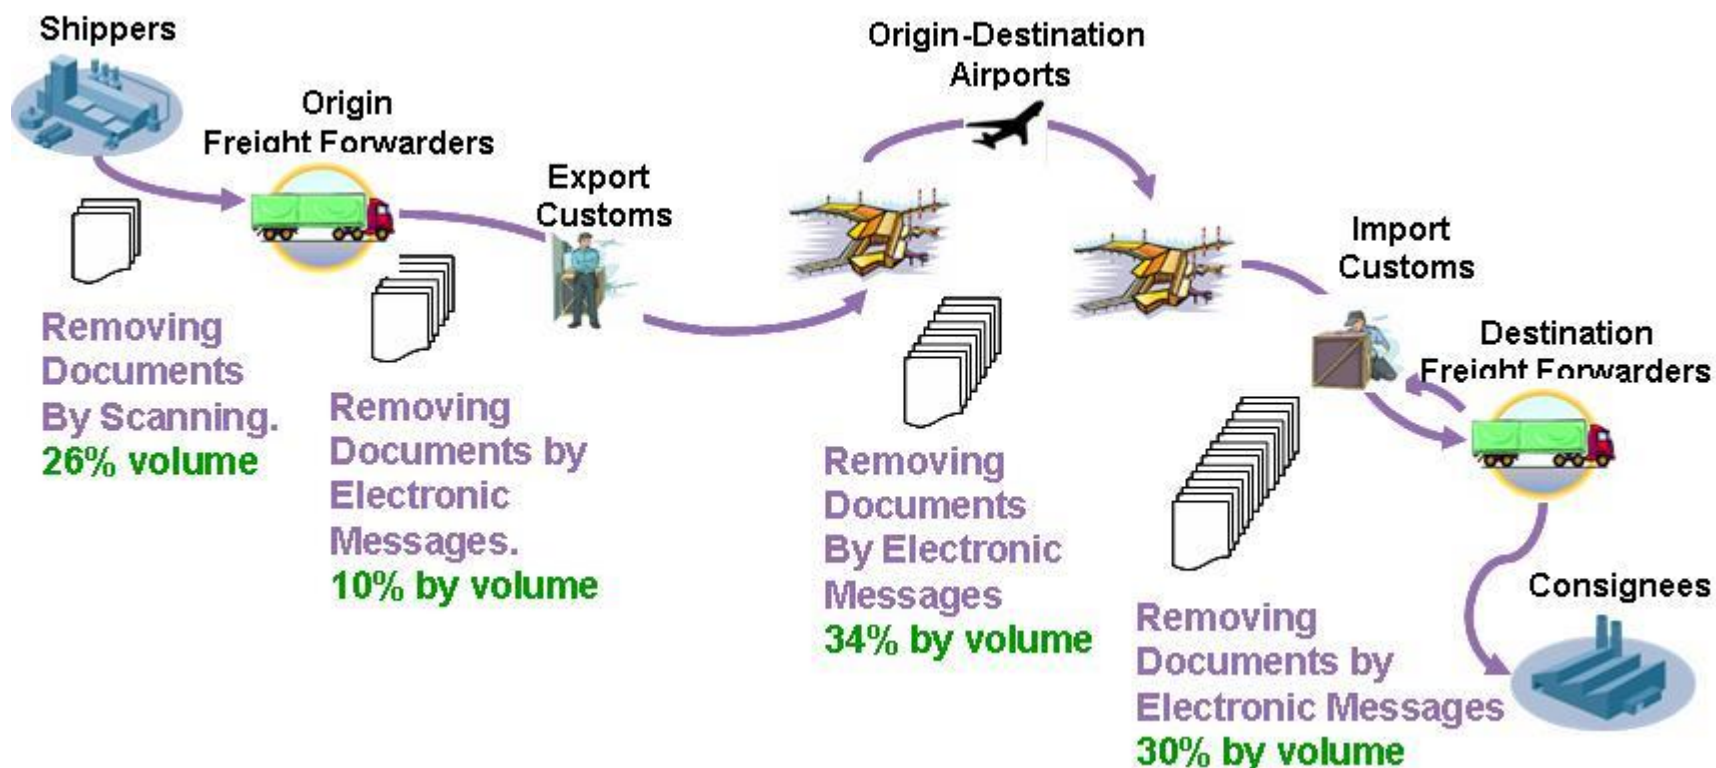 Shippers
Origin
Freight Forwarders
Export
Customs
Origin-Destination
Airports
Import
Customs
Destination
Freight Forwarders
Consignees
Removing
Documents
By Scanning.
26% volume
Removing
Documents by
Electronic
Messages.
10% by volume
Removing
Documents
By Electronic
Messages
34% by volume
Removing
Documents by
Electronic Messages
30% by volume